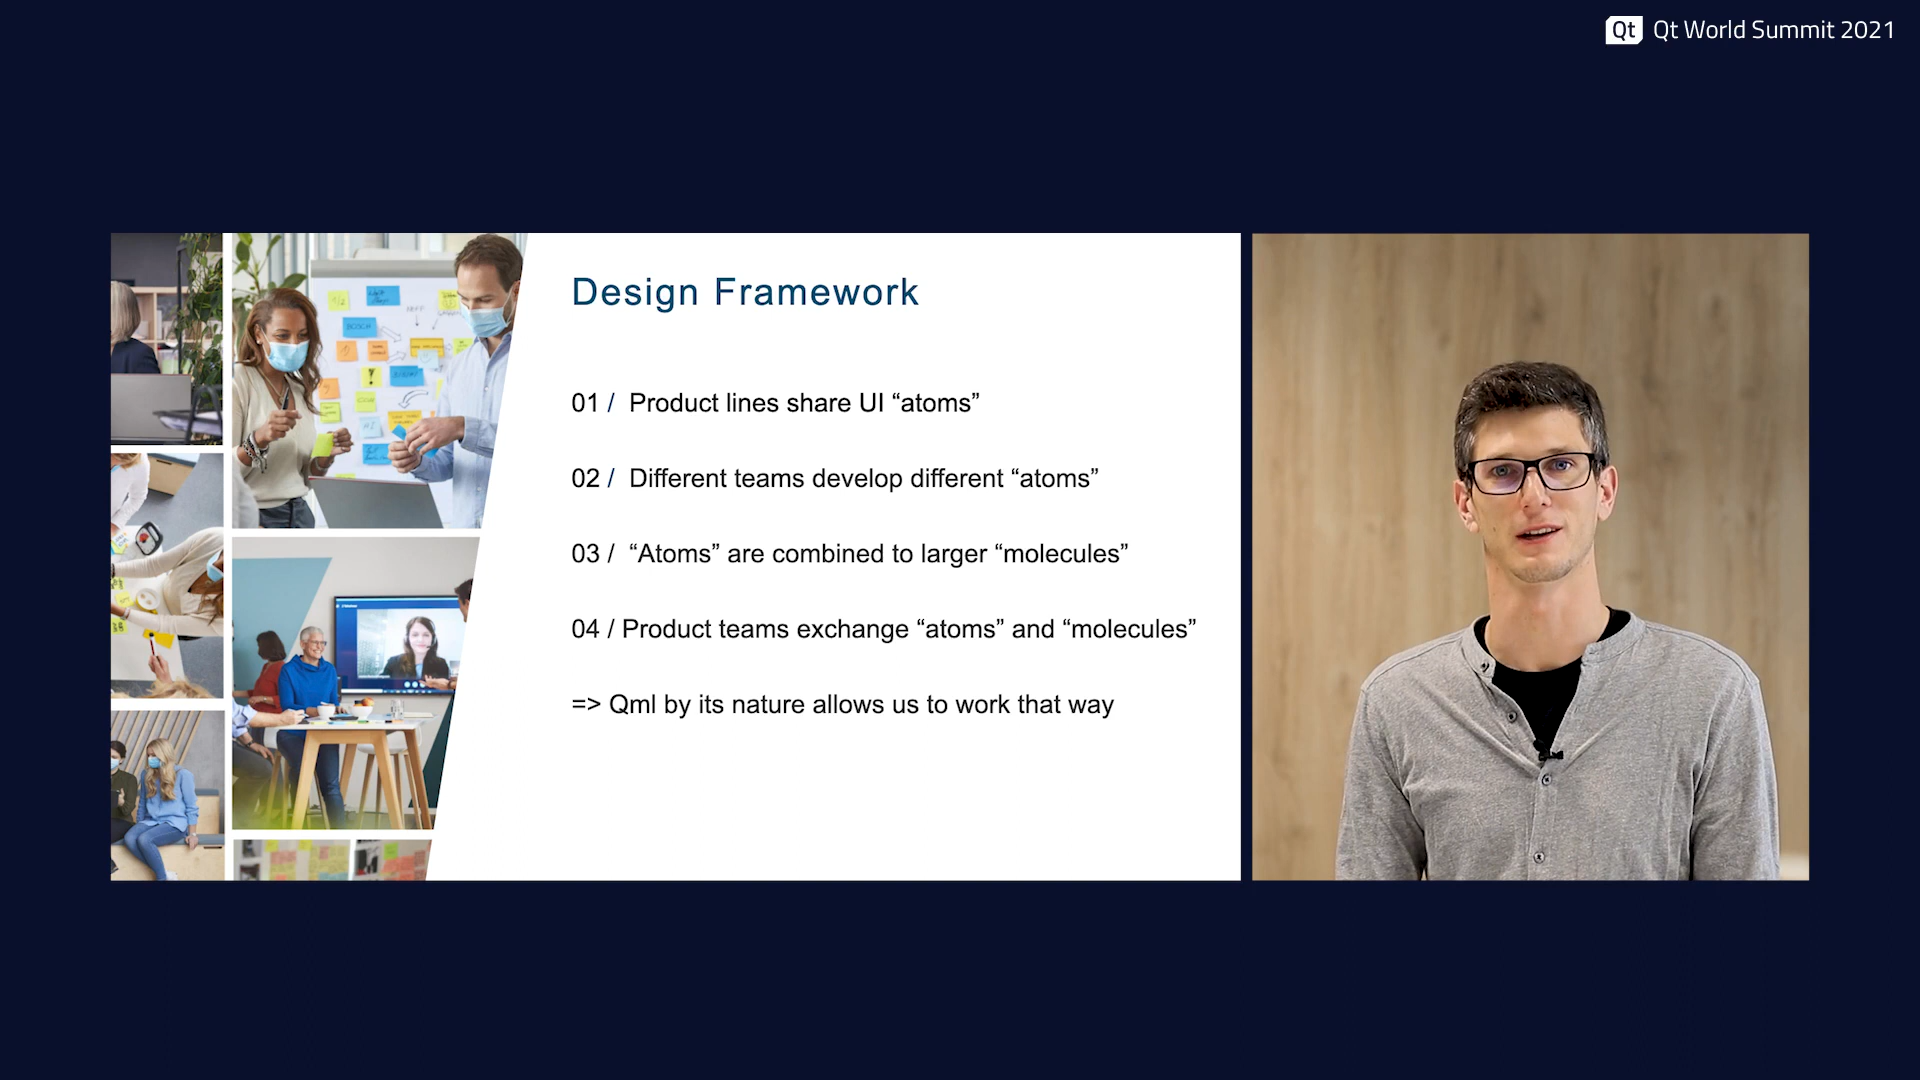 Qt Qt World Summit 2021
Design Framework
01 / Product lines share UI “atoms”
02 / Different teams develop different “atoms”
03 / “Atoms” are combined to larger “molecules”
04 / Product teams exchange “atoms” and “molecules”
=> Qml by its nature allows us to work that way